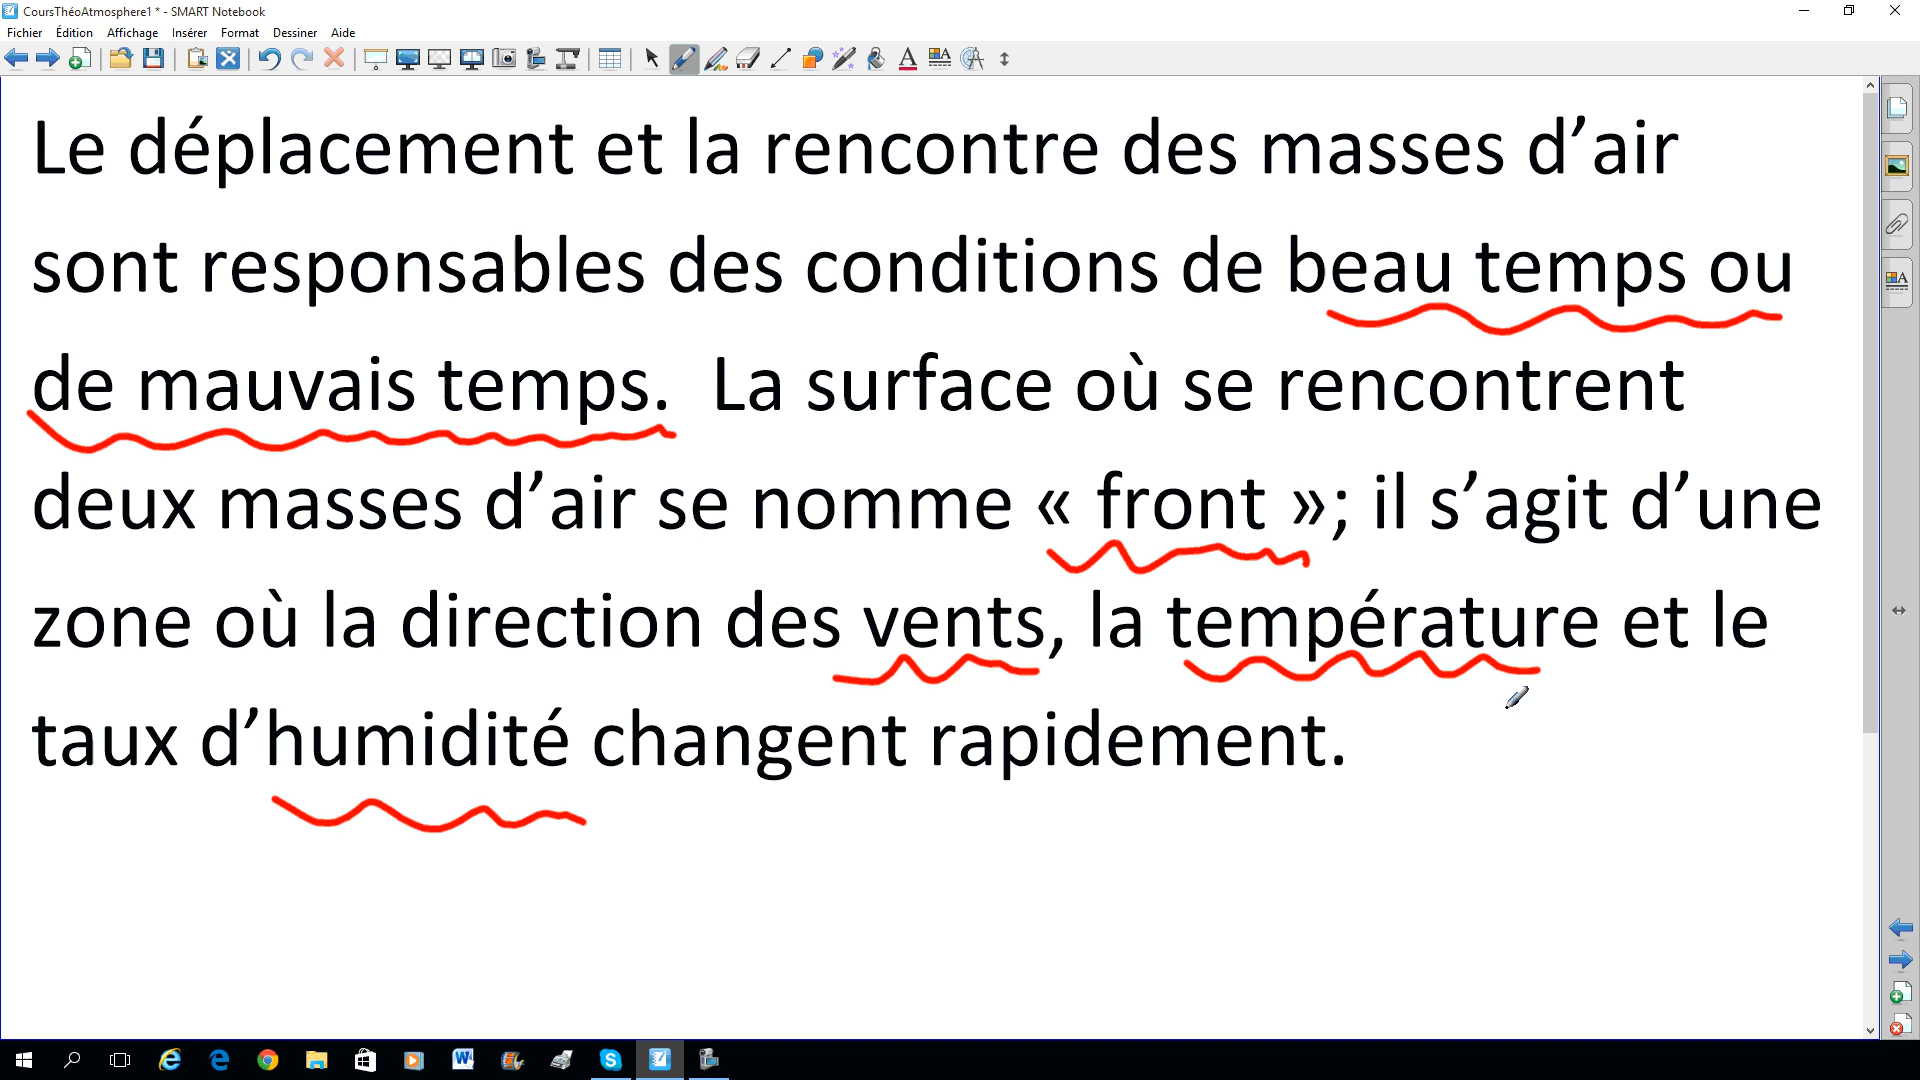 CoursThéoAtmosphere1 * - SMART Notebook
Fichier Édition Affichage Insérer Format Dessiner Aide
Le déplacement et la rencontre des masses d’air
sont responsables des conditions de beau temps ou
de mauvais temps. La surface où se rencontrent
deux masses d’air se nomme « front »; il s’agit d’une
zone où la direction des vents, la température et le
taux d’humidité changent rapidement.